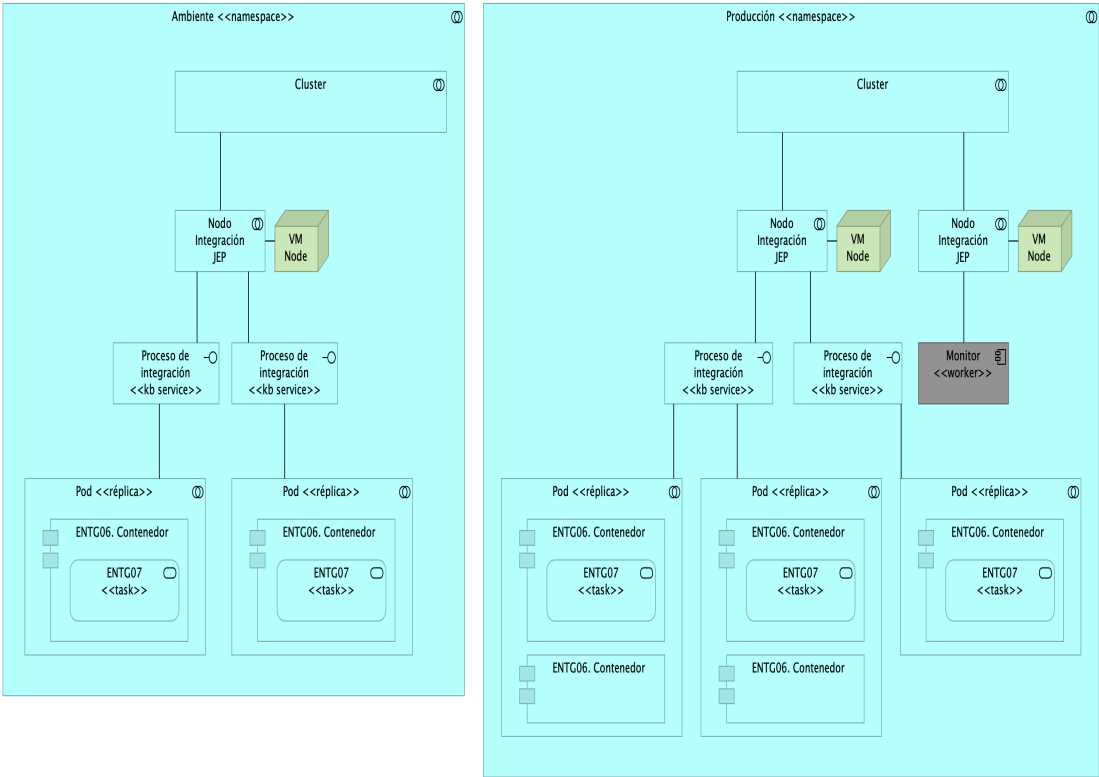 Ambiente <<namespace>>
Cluster
Nodo
Integración
JEP
VM
Node
Proceso de
integración
<<kb service>>
Proceso de
integración
<<kb service>>
Pod <<réplica>>
ENTG06. Contenedor
ENTG07
<<task>>
Pod <<réplica>>
ENTG06. Contenedor
ENTG07
<<task>>
Producción <<namespace>>
Cluster
Nodo
Integración
JEP
VM
Node
Nodo
Integración
JEP
VM
Node
Proceso de
integración
<<kb service>>
Proceso de
integración
<<kb service>>
Monitor
<<worker>>
Pod <<réplica>>
ENTG06. Contenedor
ENTG07
<<task>>
ENTG06. Contenedor
Pod <<réplica>>
ENTG06. Contenedor
ENTG07
<<task>>
ENTG06. Contenedor
Pod <<réplica>>
ENTG06. Contenedor
ENTG07
<<task>>